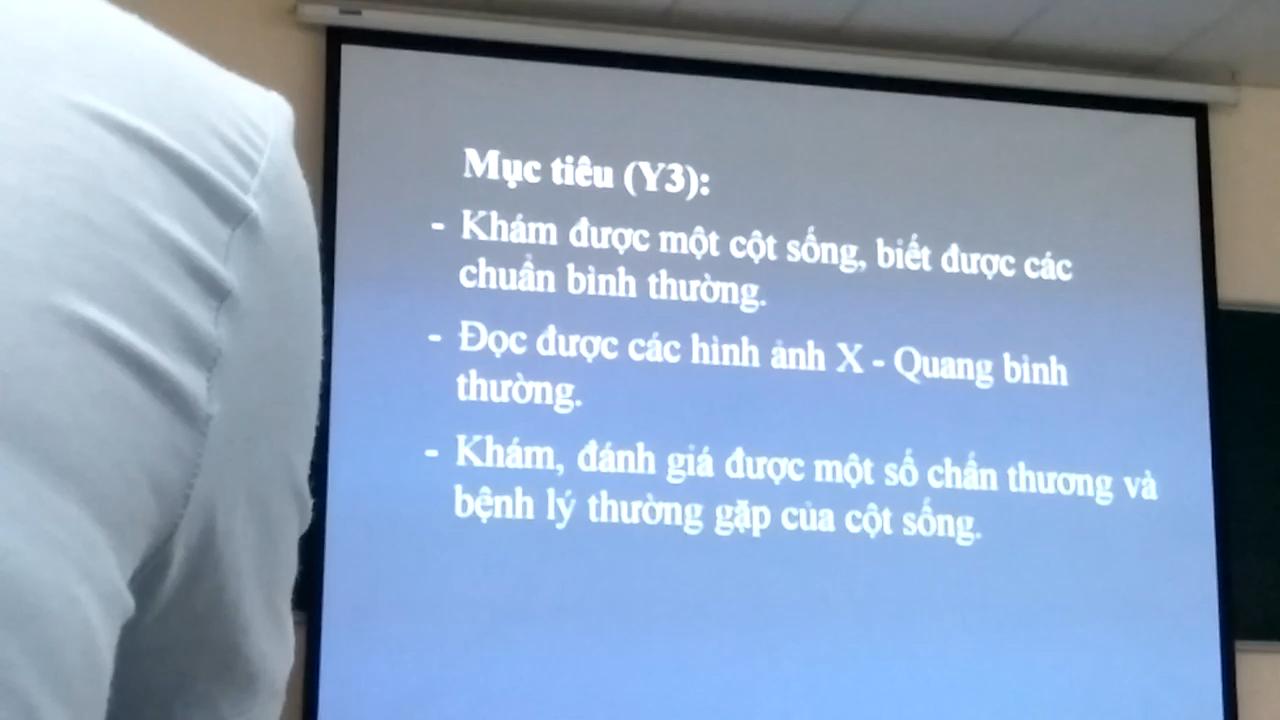 Mục tiêu (Y3):
- Khám được một cột sống, biết được các
chuẩn bình thường.
- Đọc được các hình ảnh X - Quang bình
thường.
- Khám, đánh giá được một số chấn thương và
bệnh lý thường gặp của cột sống.